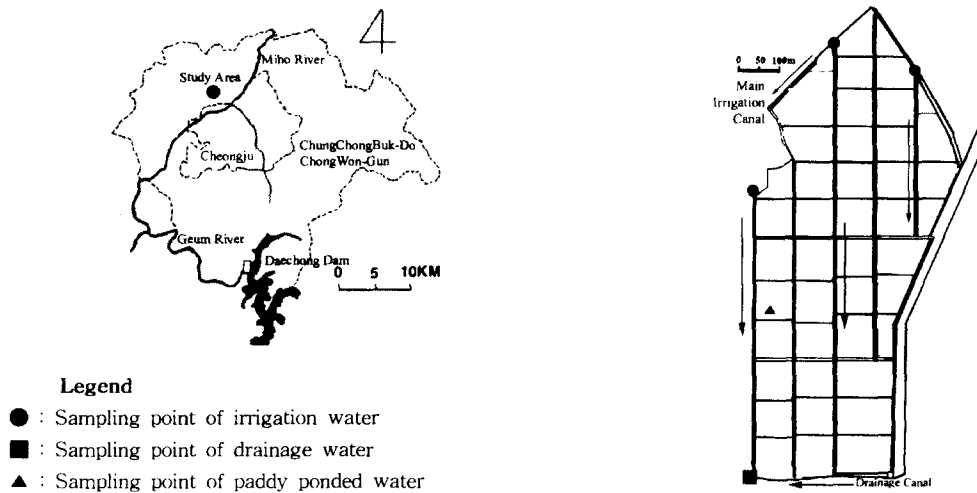 Miho River
Study Area
Cheongju
ChungChongBuk-Do
ChongWon-Gun
Geum River
Daechong Dam
0 5 10KM
Legend
● : Sampling point of irrigation water
■ : Sampling point of drainage water
▲ : Sampling point of paddy ponded water
0 50 100m
Main
Irrigation
Canal
Drainage Canal